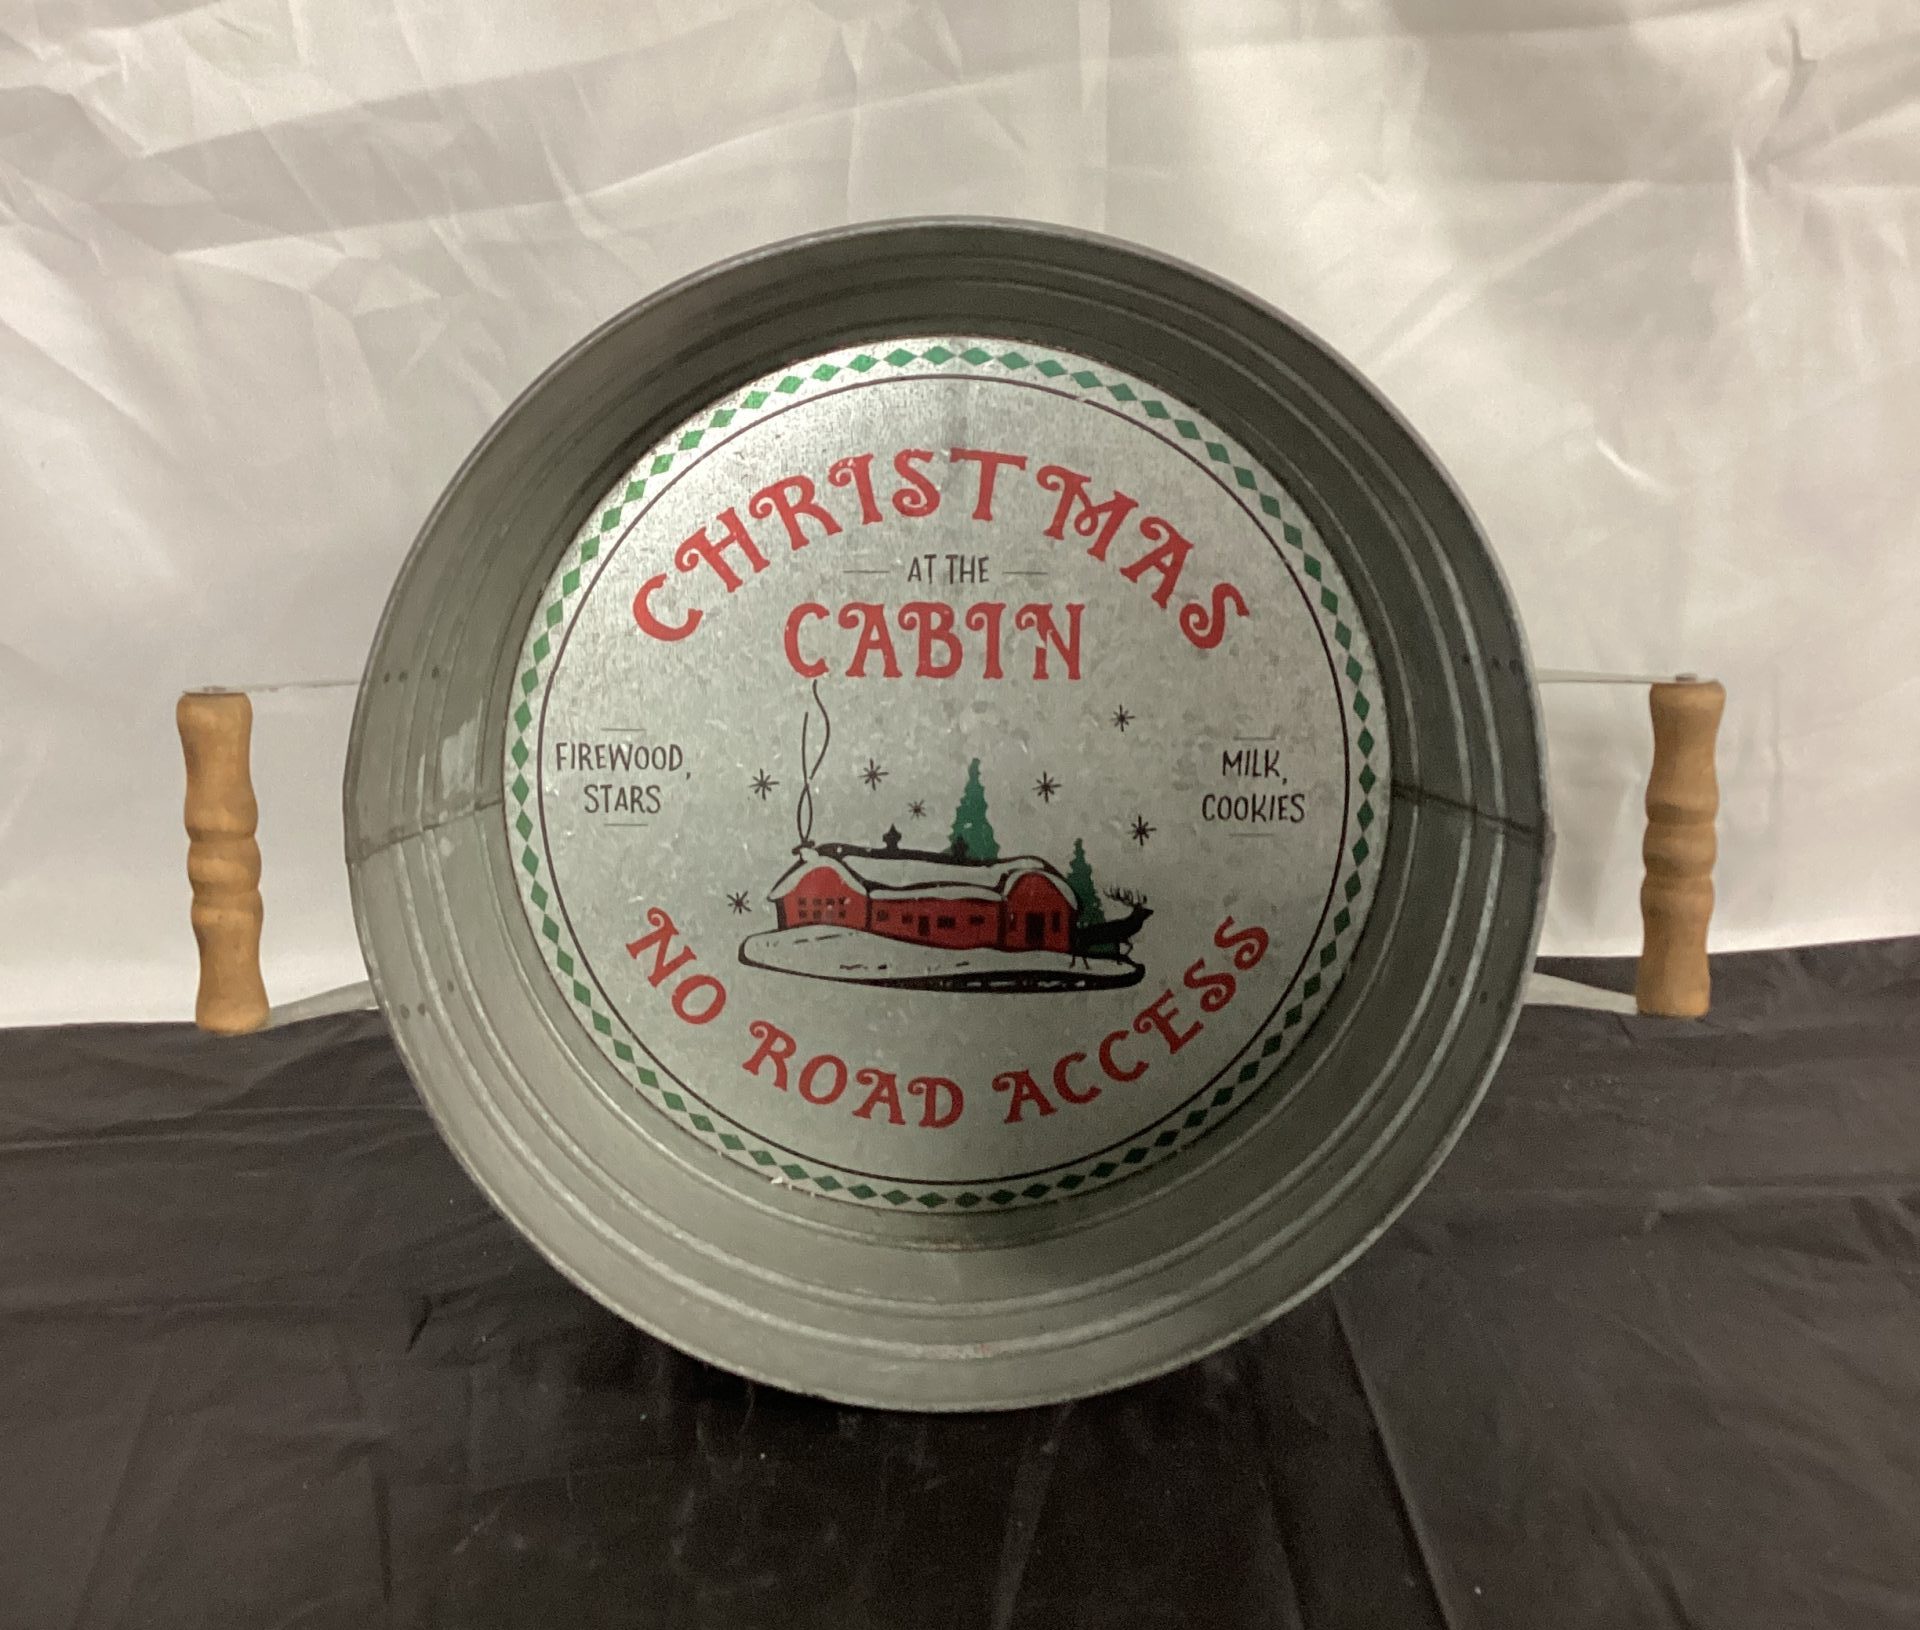 CHRISTMAS
AT THE
CABIN
FIREWOOD,
STARS
MILK,
COOKIES
NO ROAD ACCESS